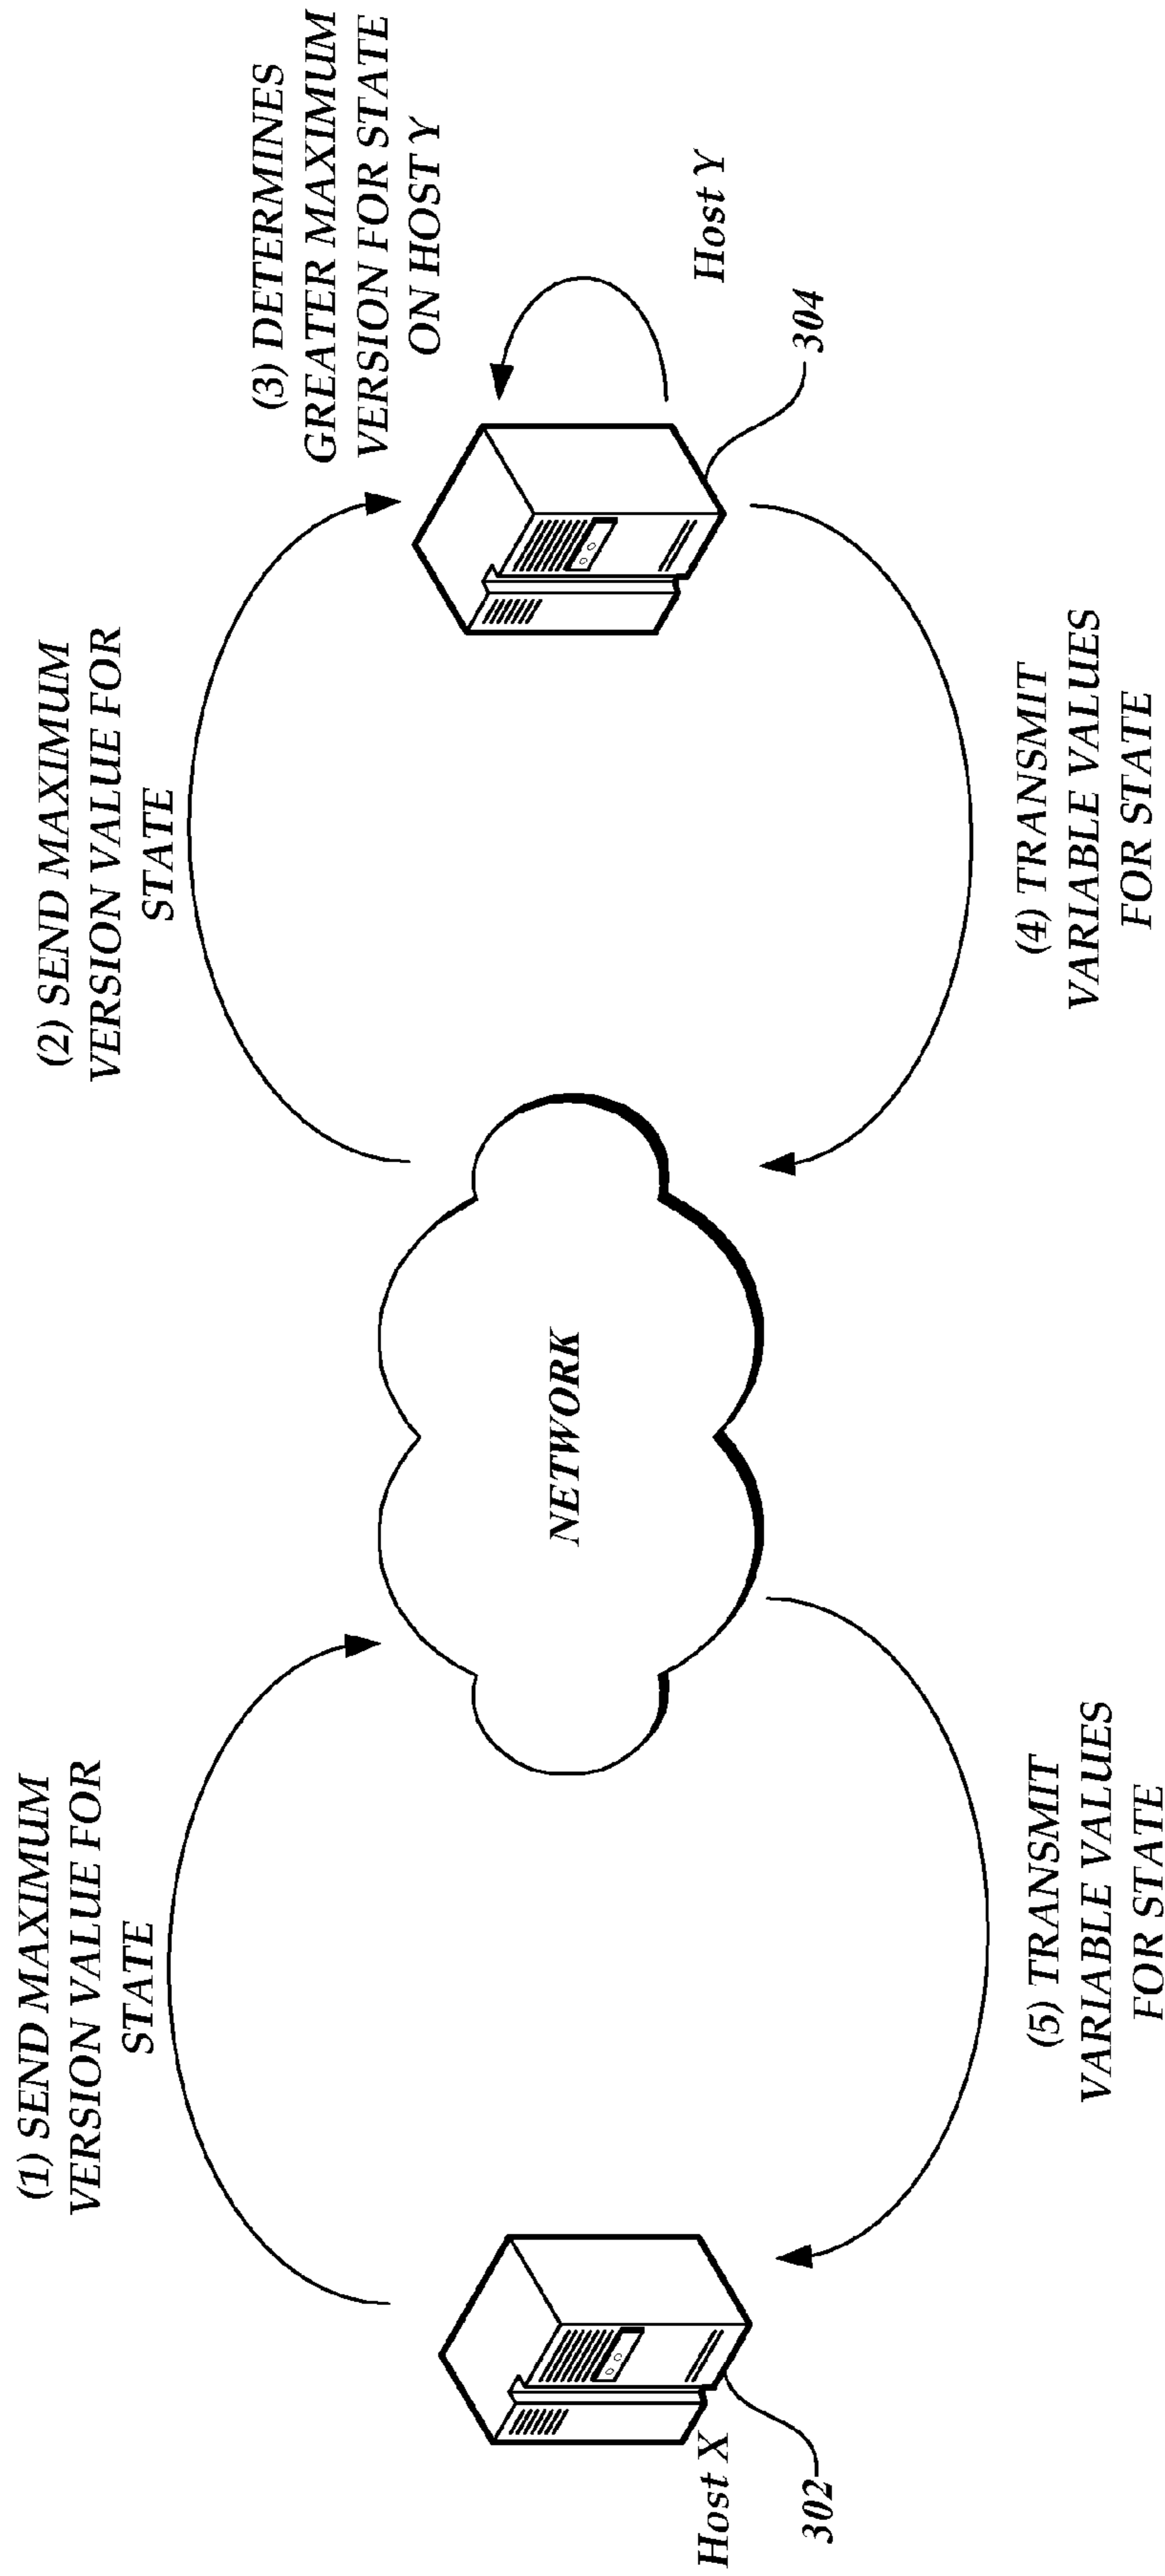 (1) SEND MAXIMUM
VERSION VALUE FOR
STATE
(2) SEND MAXIMUM
VERSION VALUE FOR
STATE
(3) DETERMINES
GREATER MAXIMUM
VERSION FOR STATE
ON HOST Y
Host X
302
NETWORK
Host Y
304
(5) TRANSMIT
VARIABLE VALUES
FOR STATE
(4) TRANSMIT
VARIABLE VALUES
FOR STATE